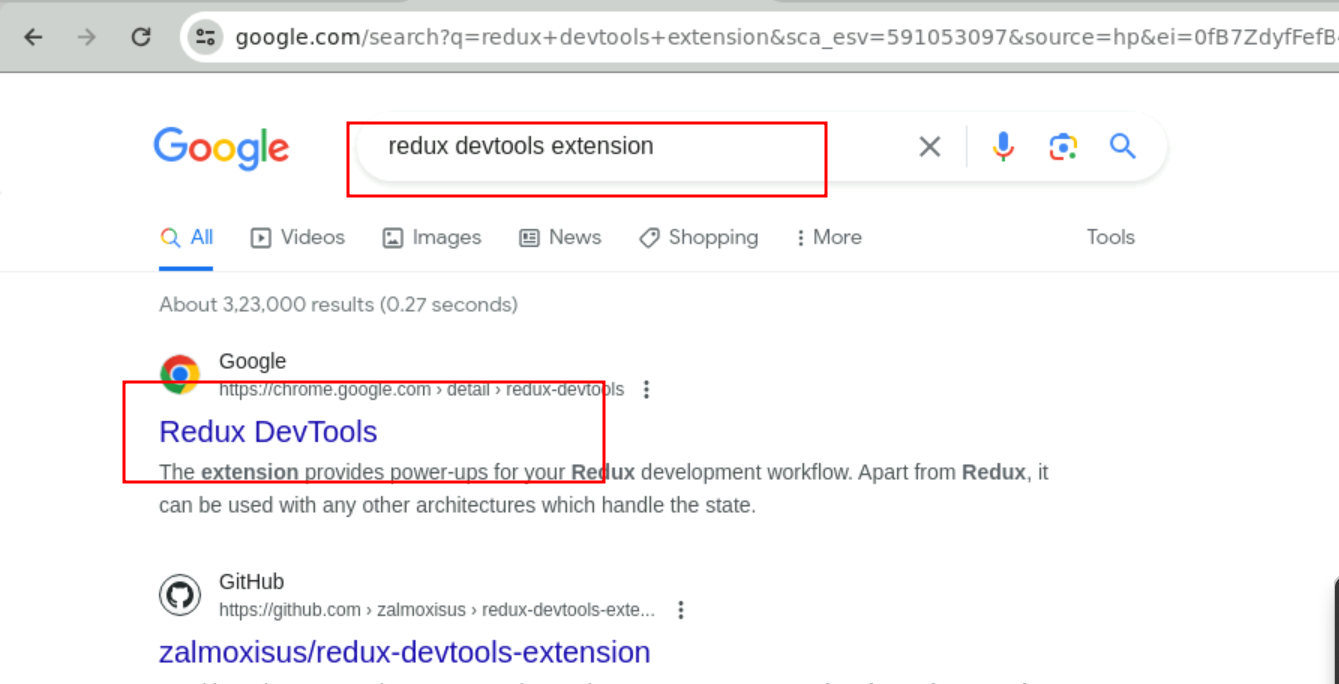 google.com/search?q=redux+devtools+extension&sca_esv=591053097&source=hp&ei=0fB7ZdyfFefB
Google
redux devtools extension
All Videos Images News Shopping More Tools
About 3,23,000 results (0.27 seconds)
Google
https://chrome.google.com › detail › redux-devtools
Redux DevTools
The extension provides power-ups for your Redux development workflow. Apart from Redux, it
can be used with any other architectures which handle the state.
GitHub
https://github.com › zalmoxisus › redux-devtools-exte...
zalmoxisus/redux-devtools-extension